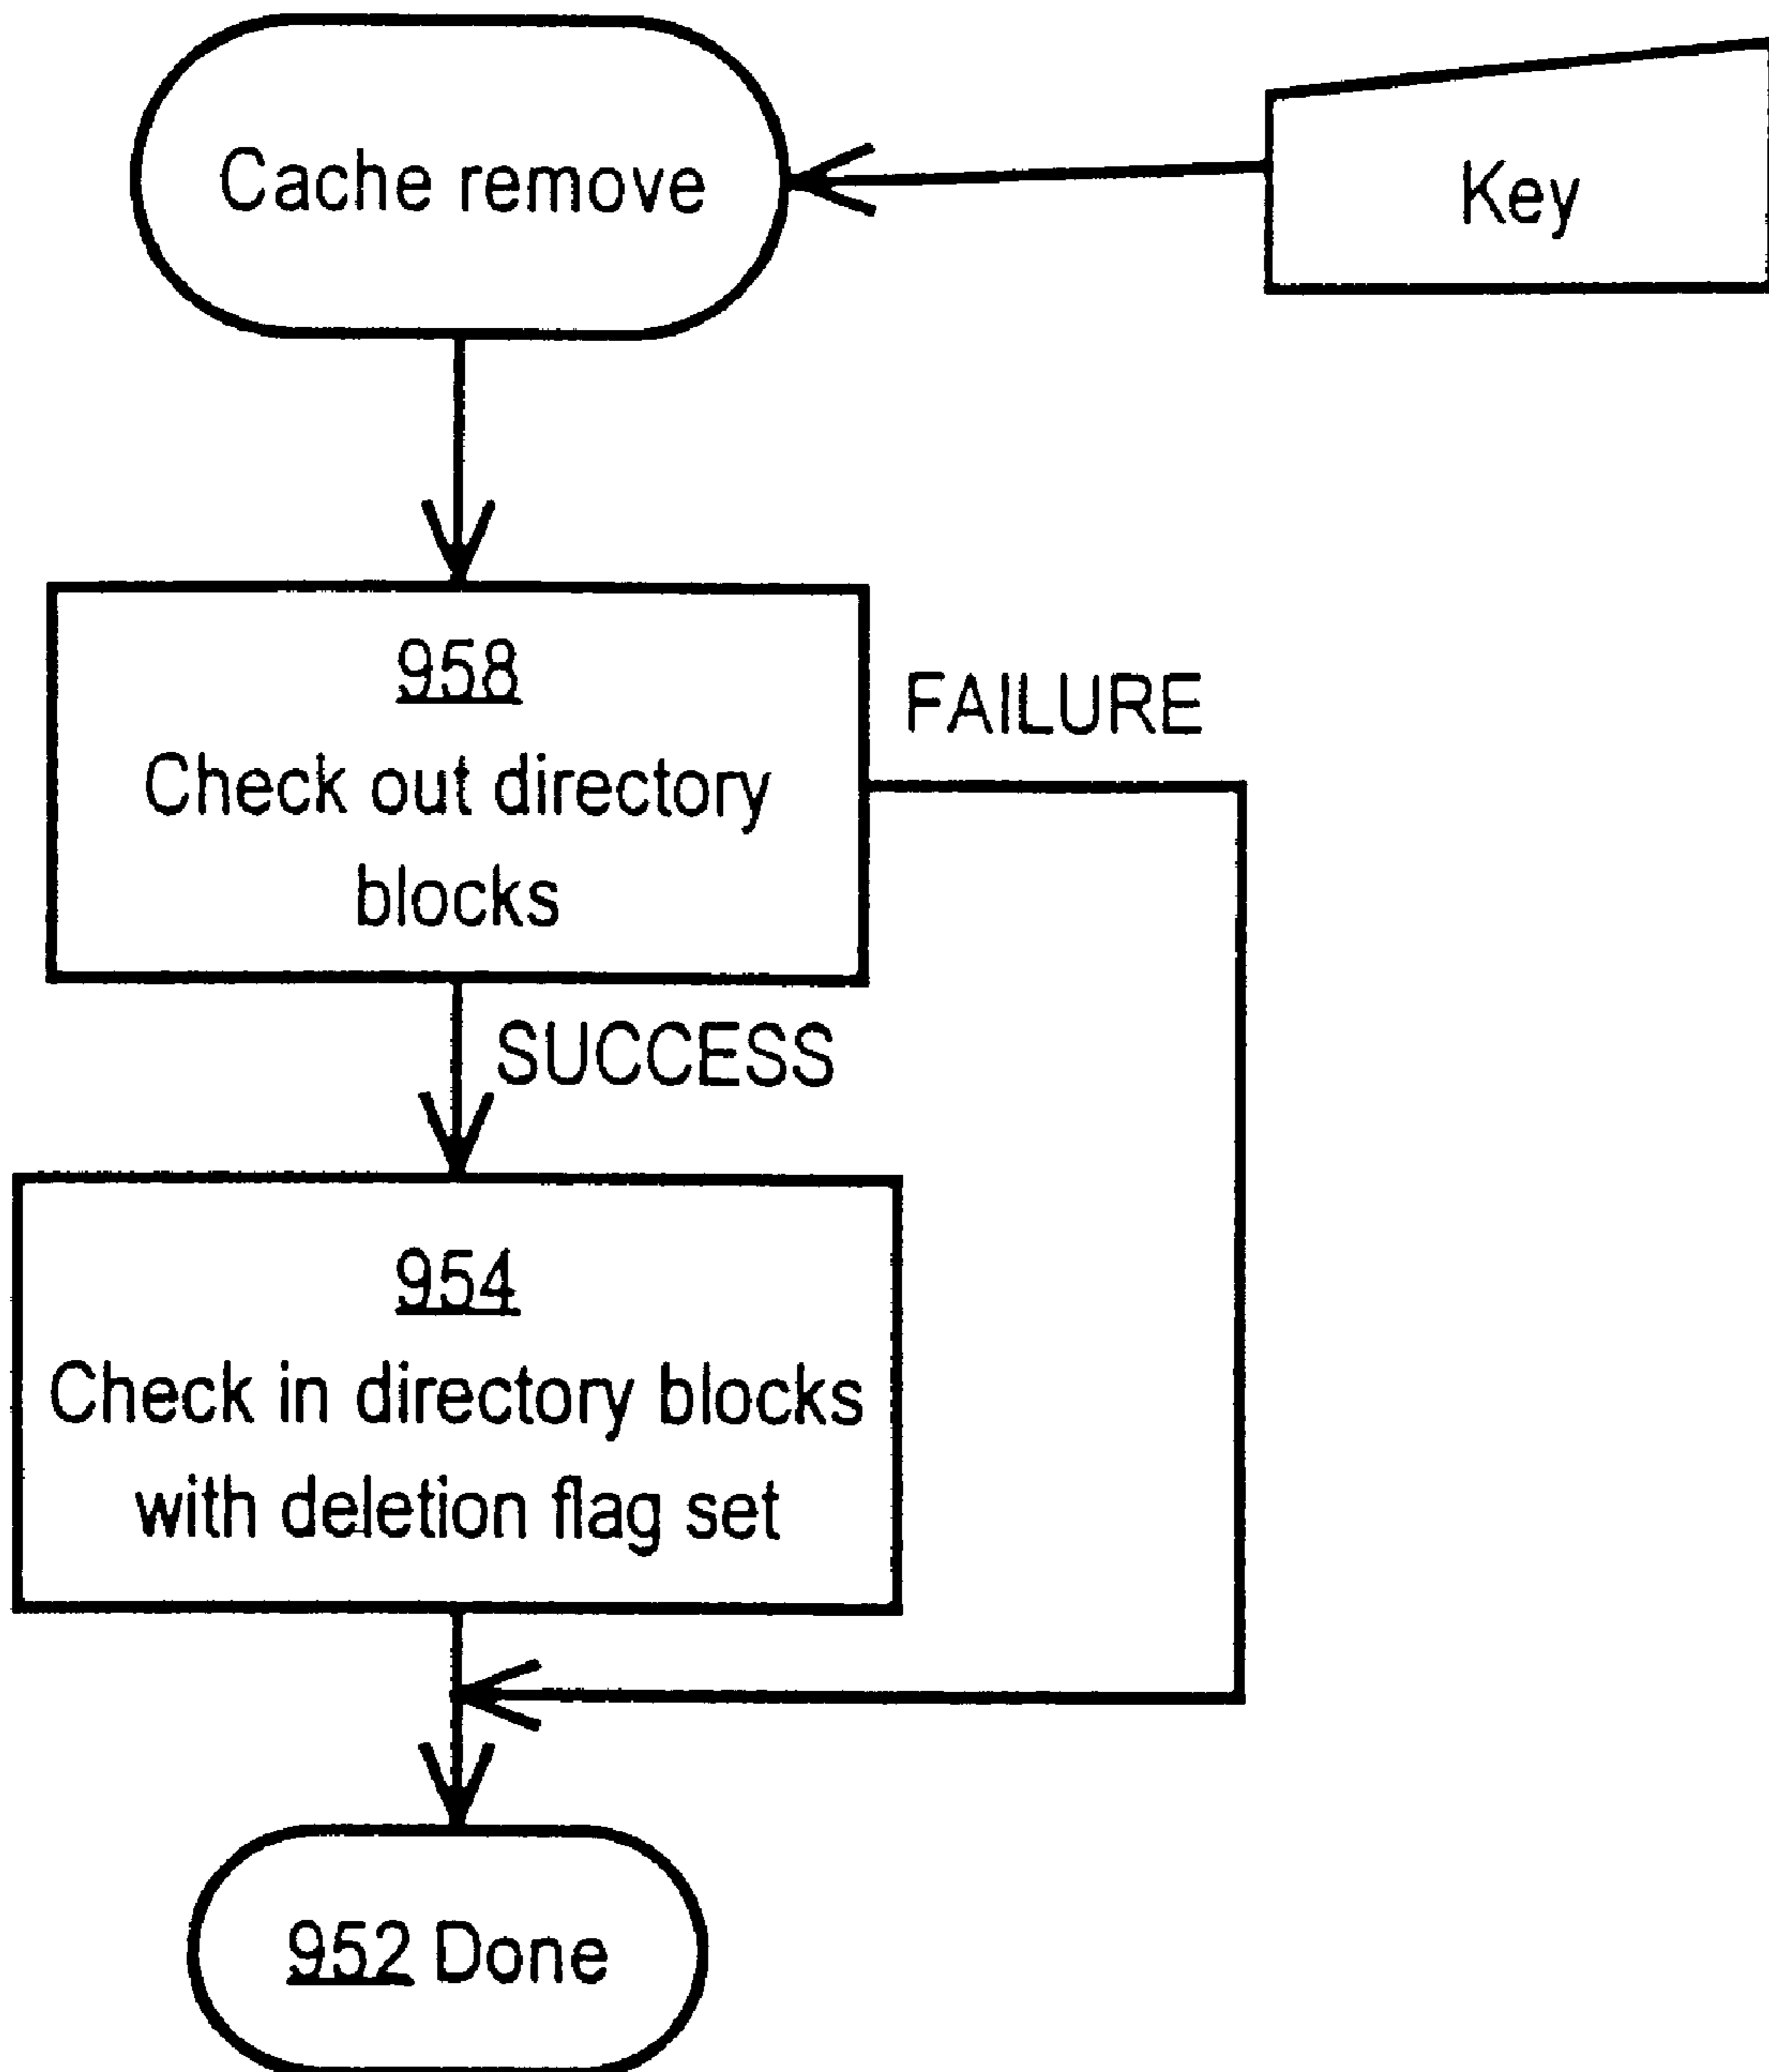 Cache remove
Key
958
Check out directory
blocks
FAILURE
SUCCESS
954
Check in directory blocks
with deletion flag set
952 Done